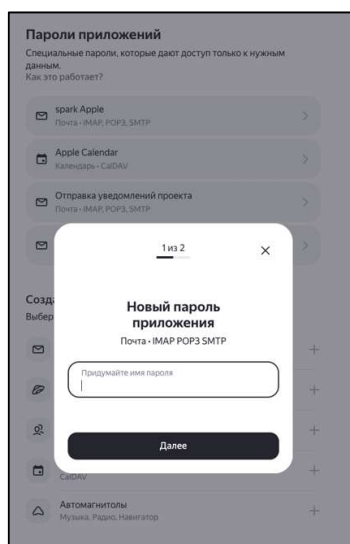 Пароли приложений
Специальные пароли, которые дают доступ только к нужным
данным.
Как это работает?
spark Apple
Почта • IMAP, POP3, SMTP
Apple Calendar
Календарь • CalDAV
Отправка уведомлений проекта
Почта • IMAP, POP3, SMTP
1 из 2
Созд
Выбер
Новый пароль
приложения
Почта • IMAP POP3 SMTP
Придумайте имя пароля
Далее
CalDAV
Автомагнитолы
Музыка, Радио, Навигатор